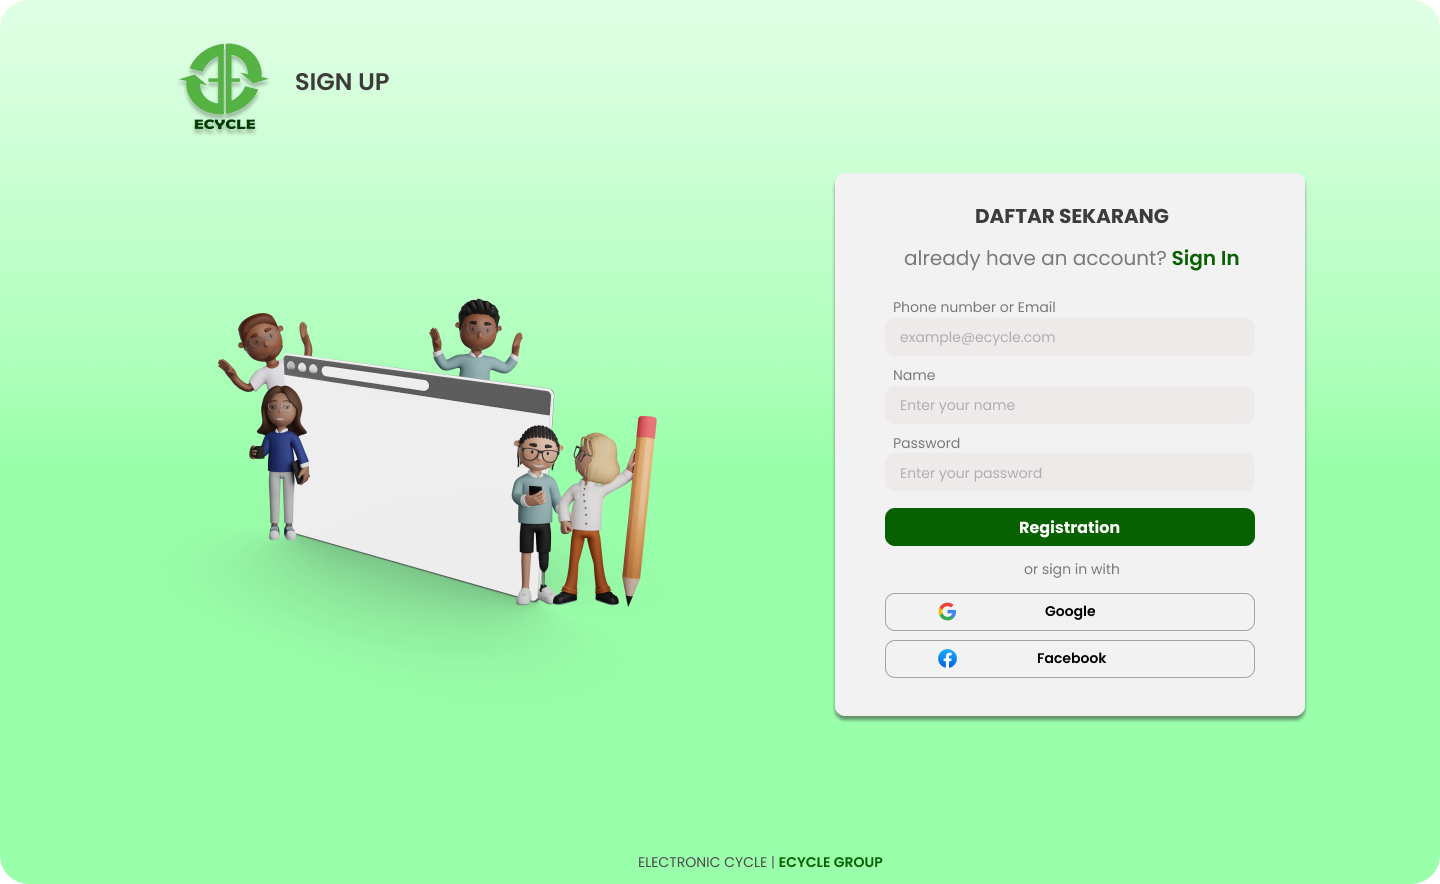 ECYCLE
SIGN UP
DAFTAR SEKARANG
already have an account? Sign In
Phone number or Email
example@ecycle.com
Name
Enter your name
Password
Enter your password
Registration
or sign in with
Google
Facebook
ELECTRONIC CYCLE | ECYCLE GROUP